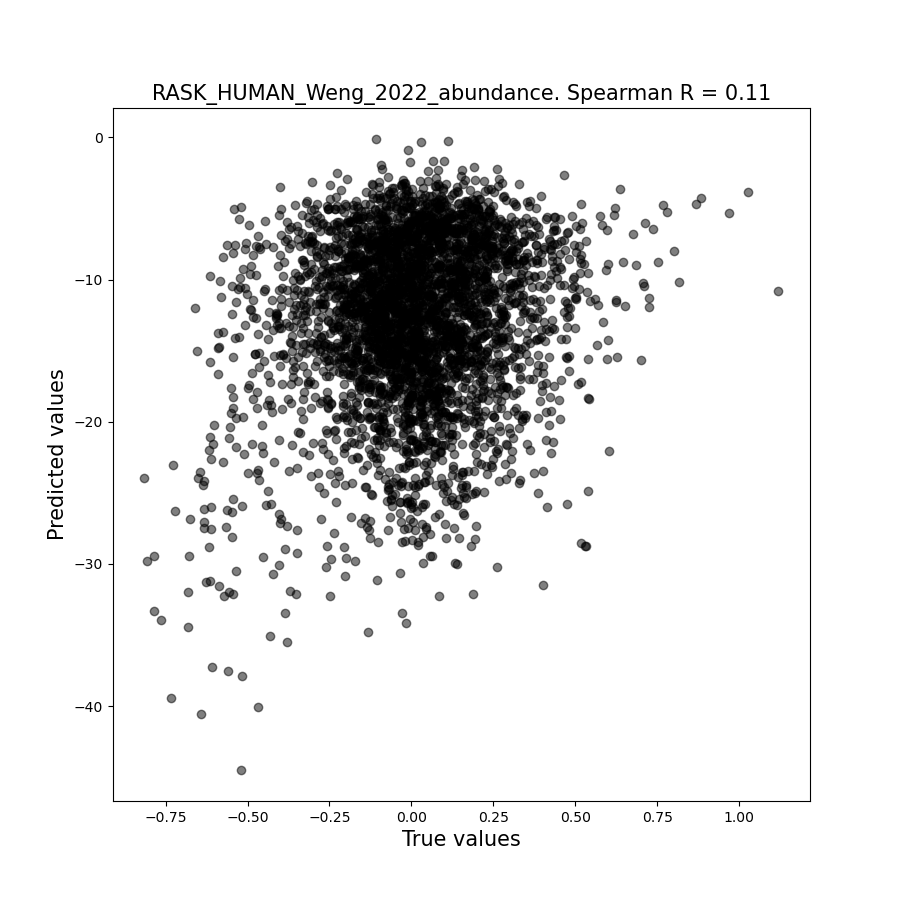 RASK_HUMAN_Weng_2022_abundance. Spearman R = 0.11
0
−10
−20
−30
−40
Predicted values
−0.75 −0.50 −0.25 0.00 0.25 0.50 0.75 1.00
True values